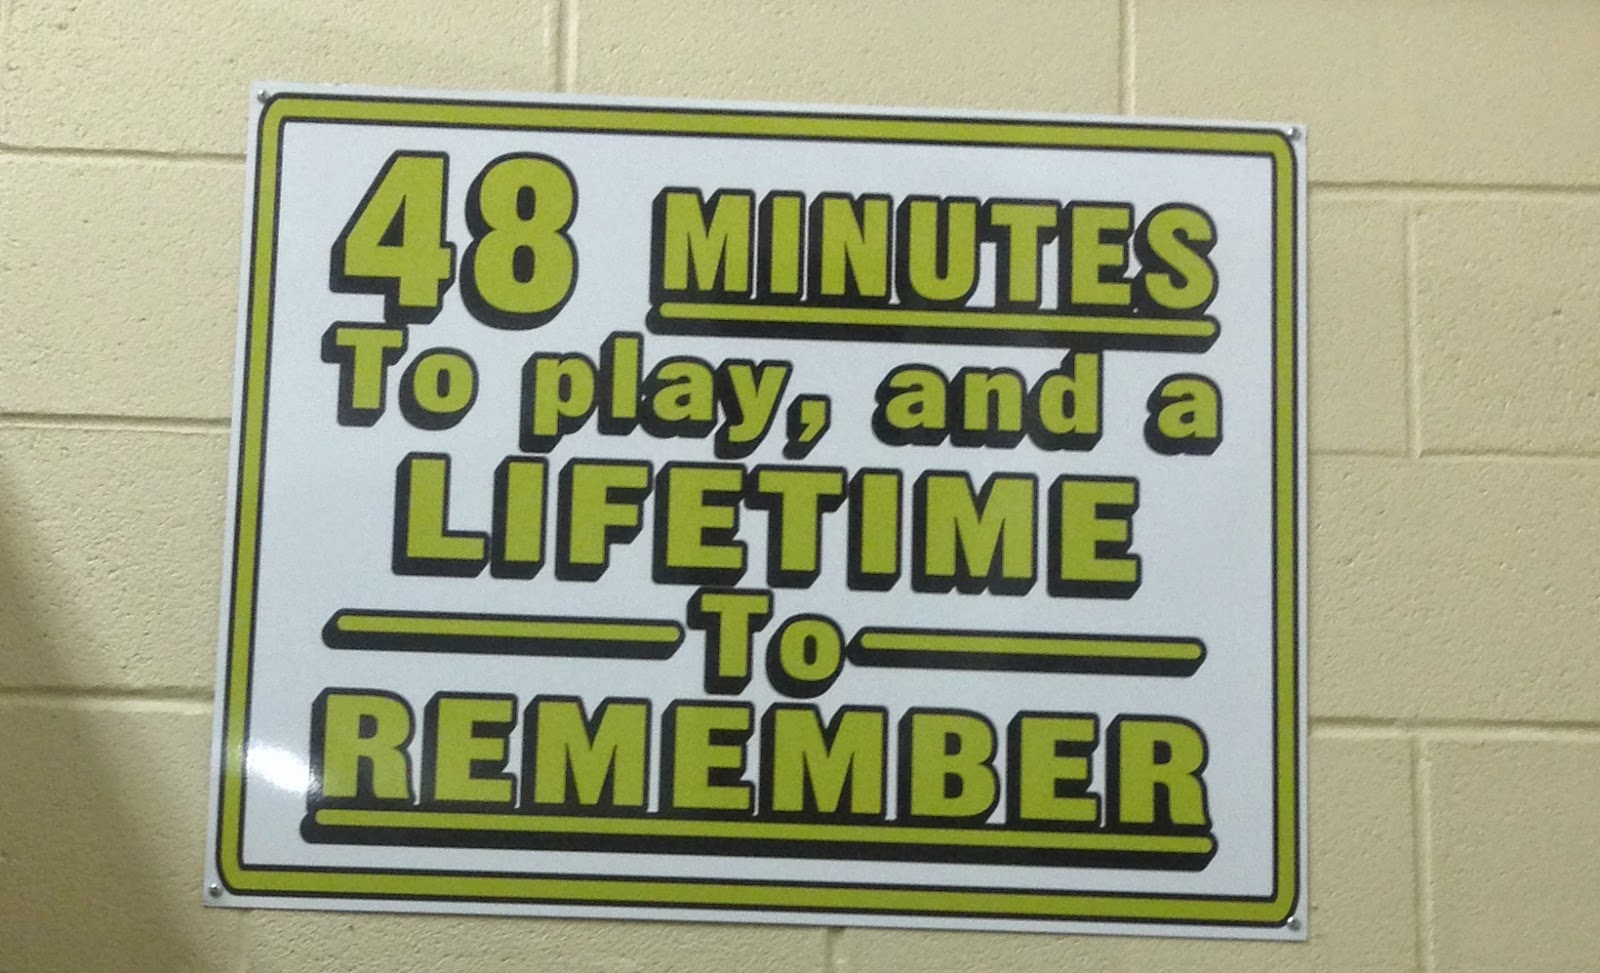 48 MINUTES
To play, and a
LIFETIME
To
REMEMBER